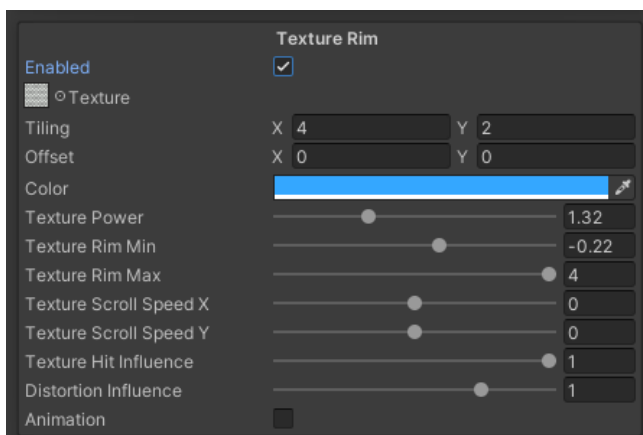 Texture Rim
Enabled
Texture
Tiling X 4 Y 2
Offset X 0 Y 0
Color
Texture Power 1.32
Texture Rim Min -0.22
Texture Rim Max 4
Texture Scroll Speed X 0
Texture Scroll Speed Y 0
Texture Hit Influence 1
Distortion Influence 1
Animation